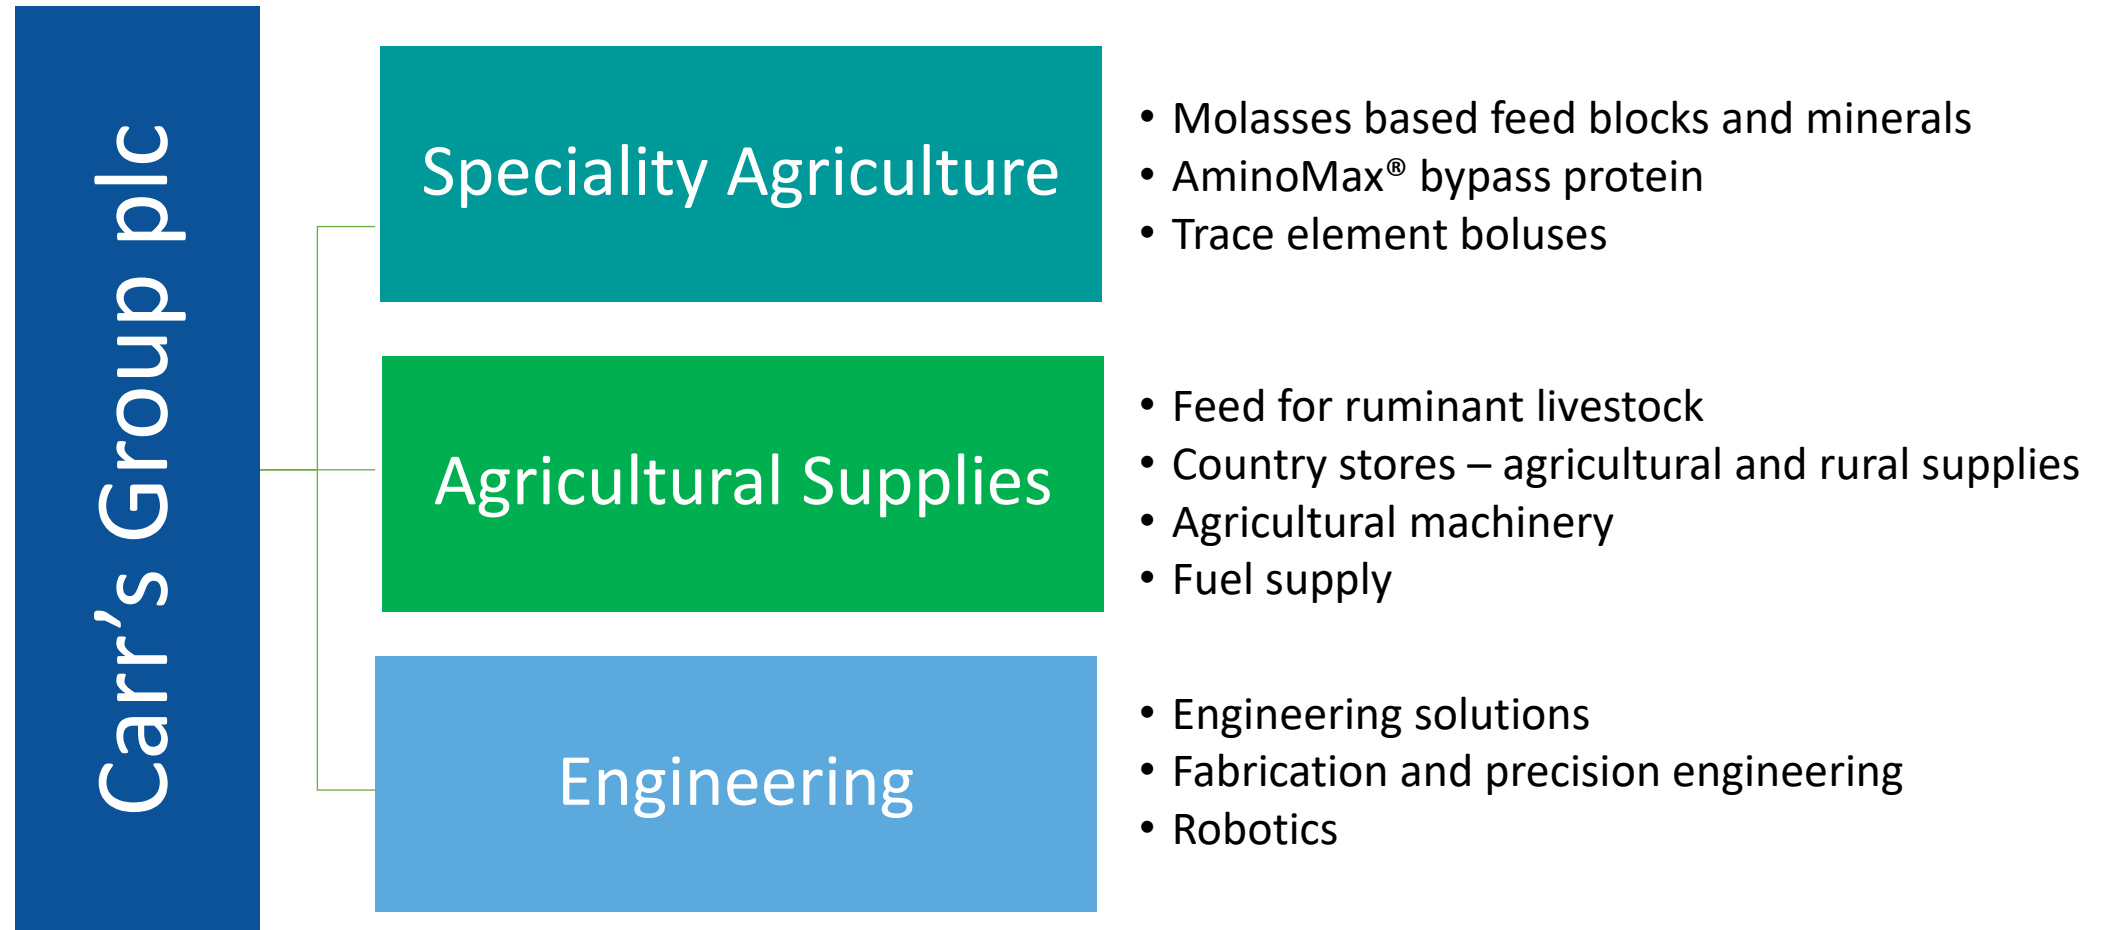 Carr’s Group plc
Speciality Agriculture
• Molasses based feed blocks and minerals
• AminoMax® bypass protein
• Trace element boluses
Agricultural Supplies
• Feed for ruminant livestock
• Country stores – agricultural and rural supplies
• Agricultural machinery
• Fuel supply
Engineering
• Engineering solutions
• Fabrication and precision engineering
• Robotics